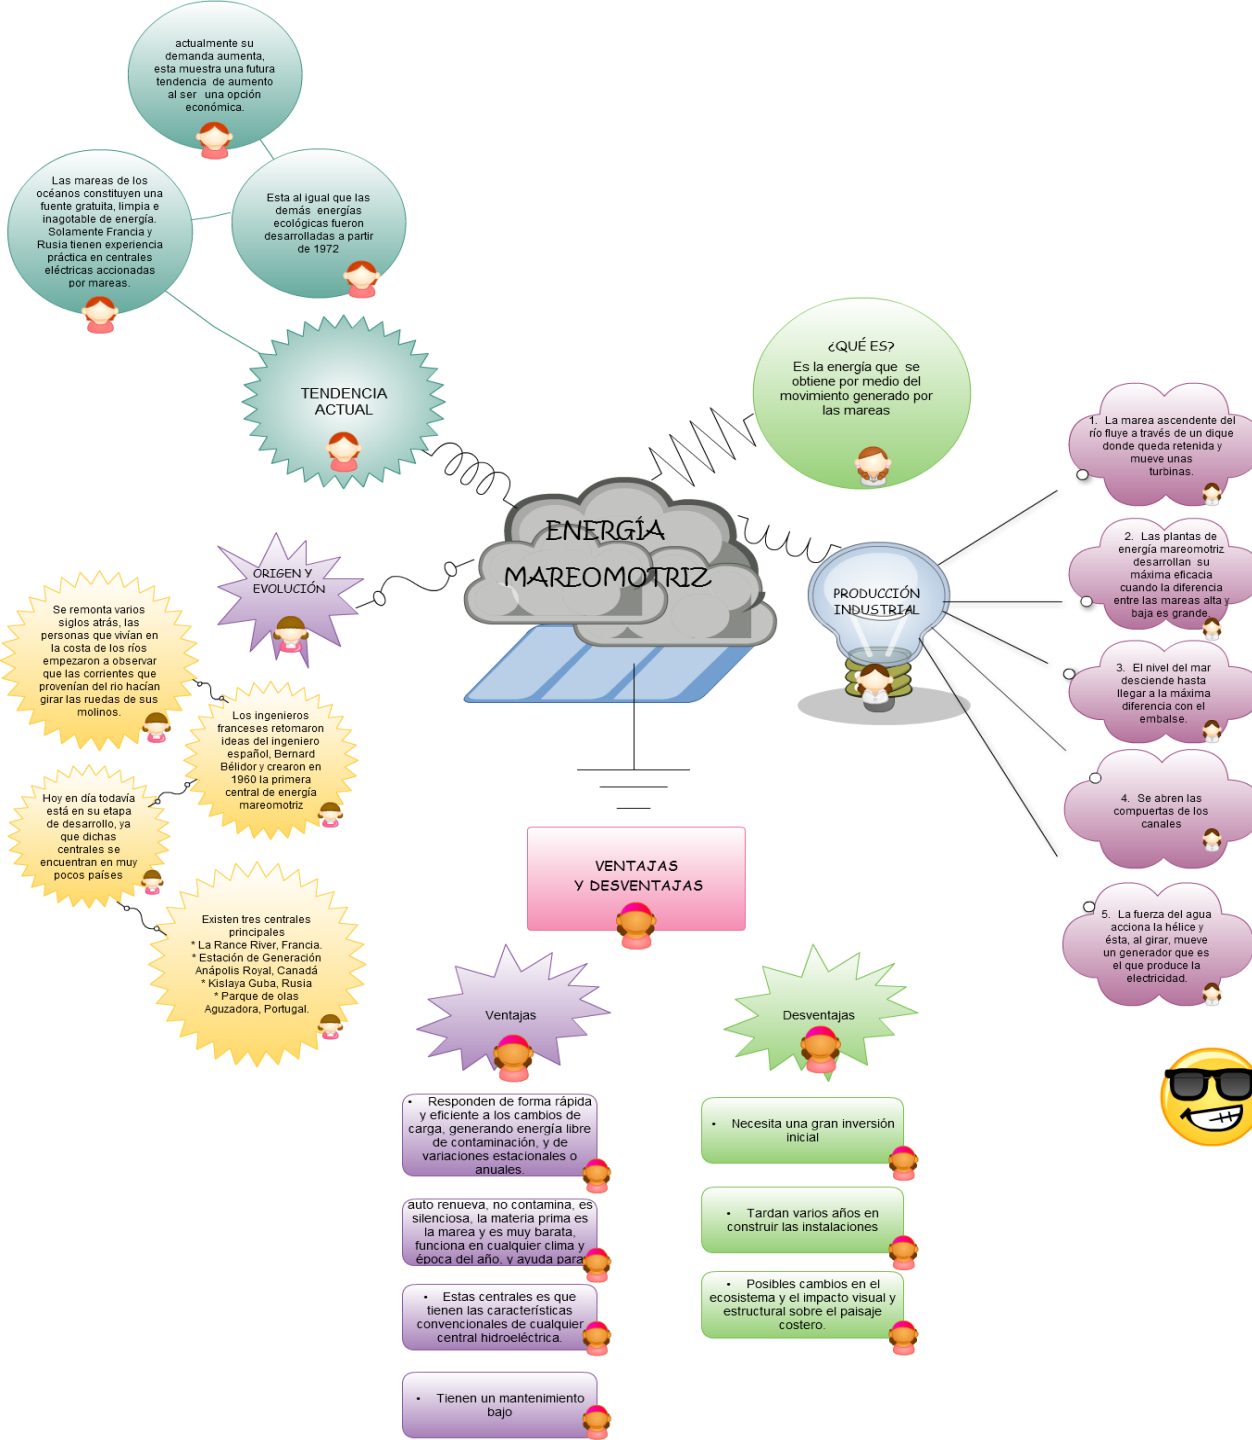 actualmente su
demanda aumenta,
esta muestra una futura
tendencia de aumento
al ser una opción
económica.
Las mareas de los
océanos constituyen una
fuente gratuita, limpia e
inagotable de energía.
Solamente Francia y
Rusia tienen experiencia
práctica en centrales
eléctricas accionadas
por mareas.
Esta al igual que las
demás energías
ecológicas fueron
desarrolladas a partir
de 1972
TENDENCIA
ACTUAL
¿QUÉ ES?
Es la energía que se
obtiene por medio del
movimiento generado por
las mareas
ENERGÍA
MAREOMOTRIZ
PRODUCCIÓN
INDUSTRIAL
1. La marea ascendente del
río fluye a través de un dique
donde queda retenida y
mueve unas
turbinas.
2. Las plantas de
energía mareomotriz
desarrollan su
máxima eficacia
cuando la diferencia
entre las mareas alta y
baja es grande.
3. El nivel del mar
desciende hasta
llegar a la máxima
diferencia con el
embalse.
4. Se abren las
compuertas de los
canales
5. La fuerza del agua
acciona la hélice y
ésta, al girar, mueve
un generador que es
el que produce la
electricidad.
ORIGEN Y
EVOLUCIÓN
Se remonta varios
siglos atrás, las
personas que vivían en
la costa de los ríos
empezaron a observar
que las corrientes que
provenían del rio hacían
girar las ruedas de sus
molinos.
Los ingenieros
franceses retomaron
ideas del ingeniero
español, Bernard
Bélidor y crearon en
1960 la primera
central de energía
mareomotriz
Hoy en día todavía
está en su etapa
de desarrollo, ya
que dichas
centrales se
encuentran en muy
pocos países
Existen tres centrales
principales
* La Rance River, Francia.
* Estación de Generación
Anápolis Royal, Canadá
* Kislaya Guba, Rusia
* Parque de olas
Aguzadora, Portugal.
VENTAJAS
Y DESVENTAJAS
Ventajas
• Responden de forma rápida
y eficiente a los cambios de
carga, generando energía libre
de contaminación, y de
variaciones estacionales o
anuales.
auto renueva, no contamina, es
silenciosa, la materia prima es
la marea y es muy barata,
funciona en cualquier clima y
época del año, y ayuda para
• Estas centrales es que
tienen las características
convencionales de cualquier
central hidroeléctrica.
• Tienen un mantenimiento
bajo
Desventajas
• Necesita una gran inversión
inicial
• Tardan varios años en
construir las instalaciones
• Posibles cambios en el
ecosistema y el impacto visual y
estructural sobre el paisaje
costero.